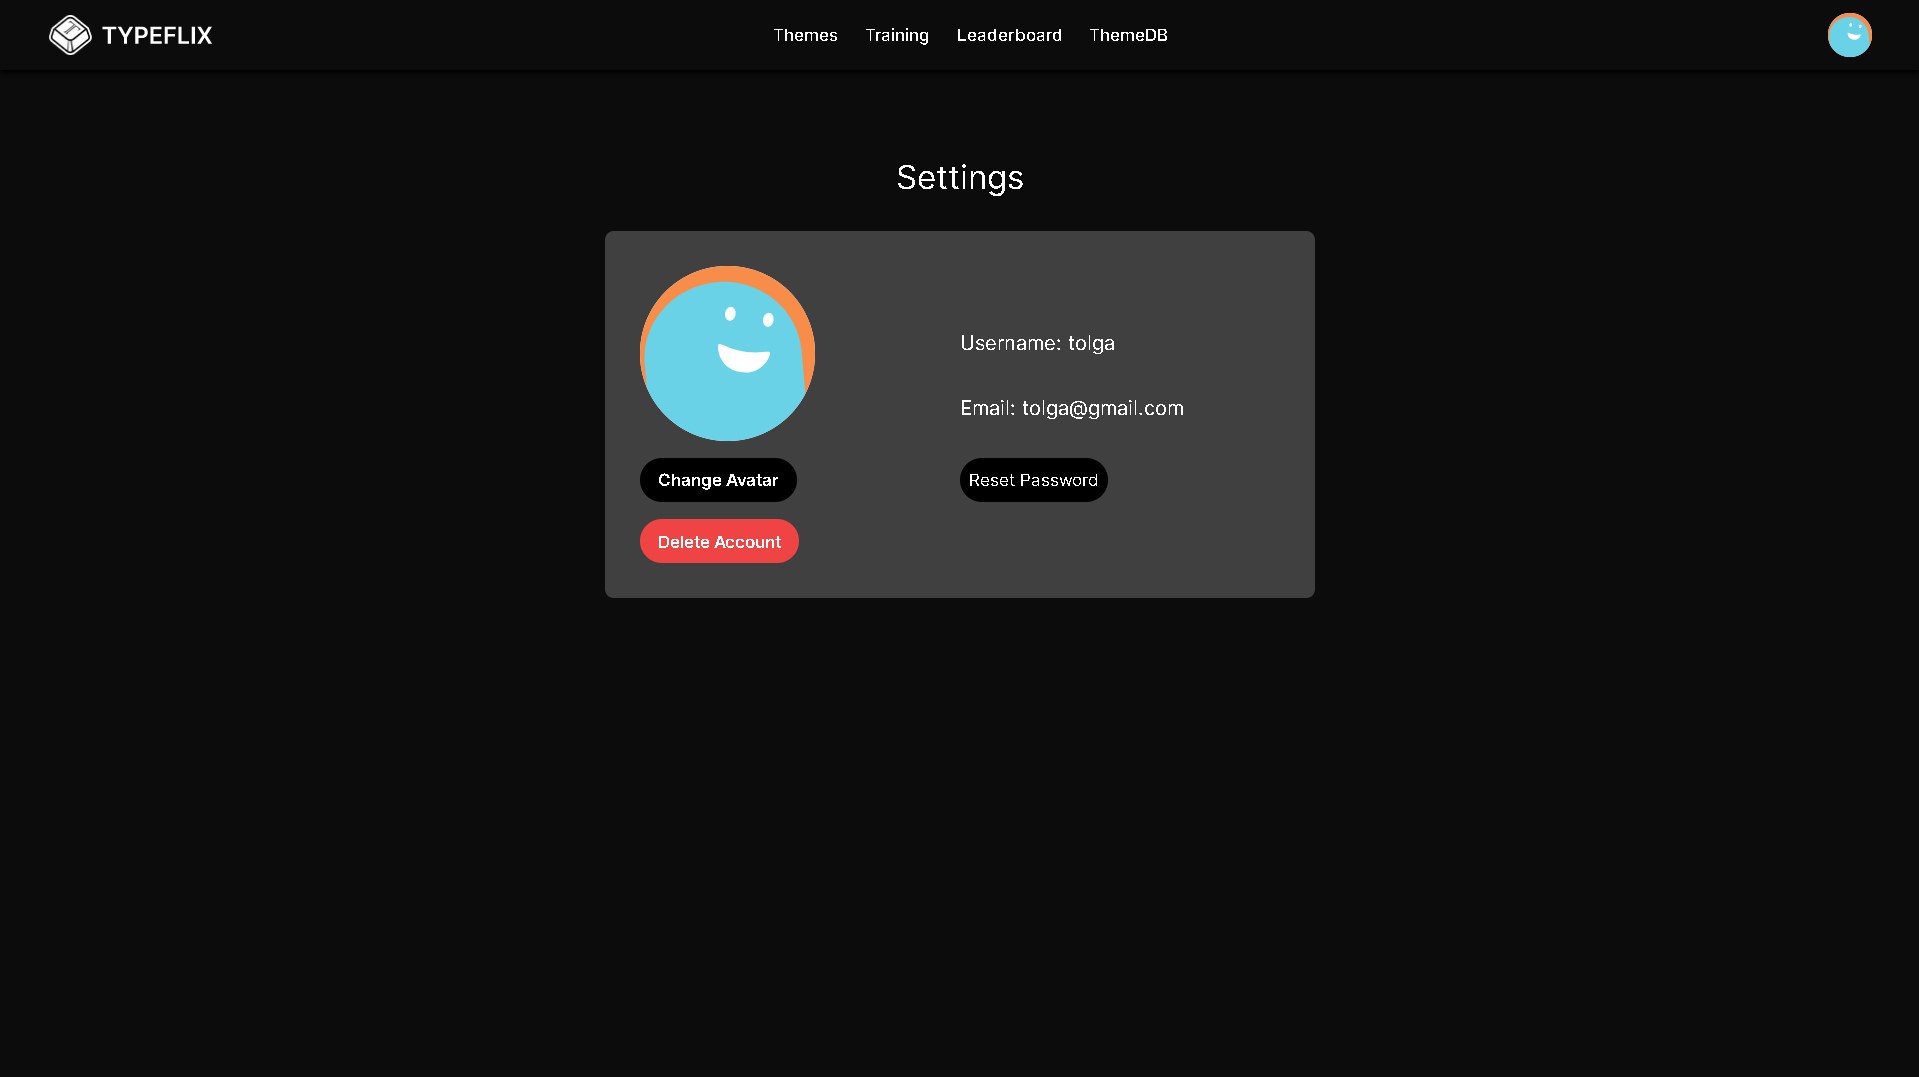 TYPEFLIX
Themes Training Leaderboard ThemeDB
Settings
Username: tolga
Email: tolga@gmail.com
Change Avatar
Reset Password
Delete Account